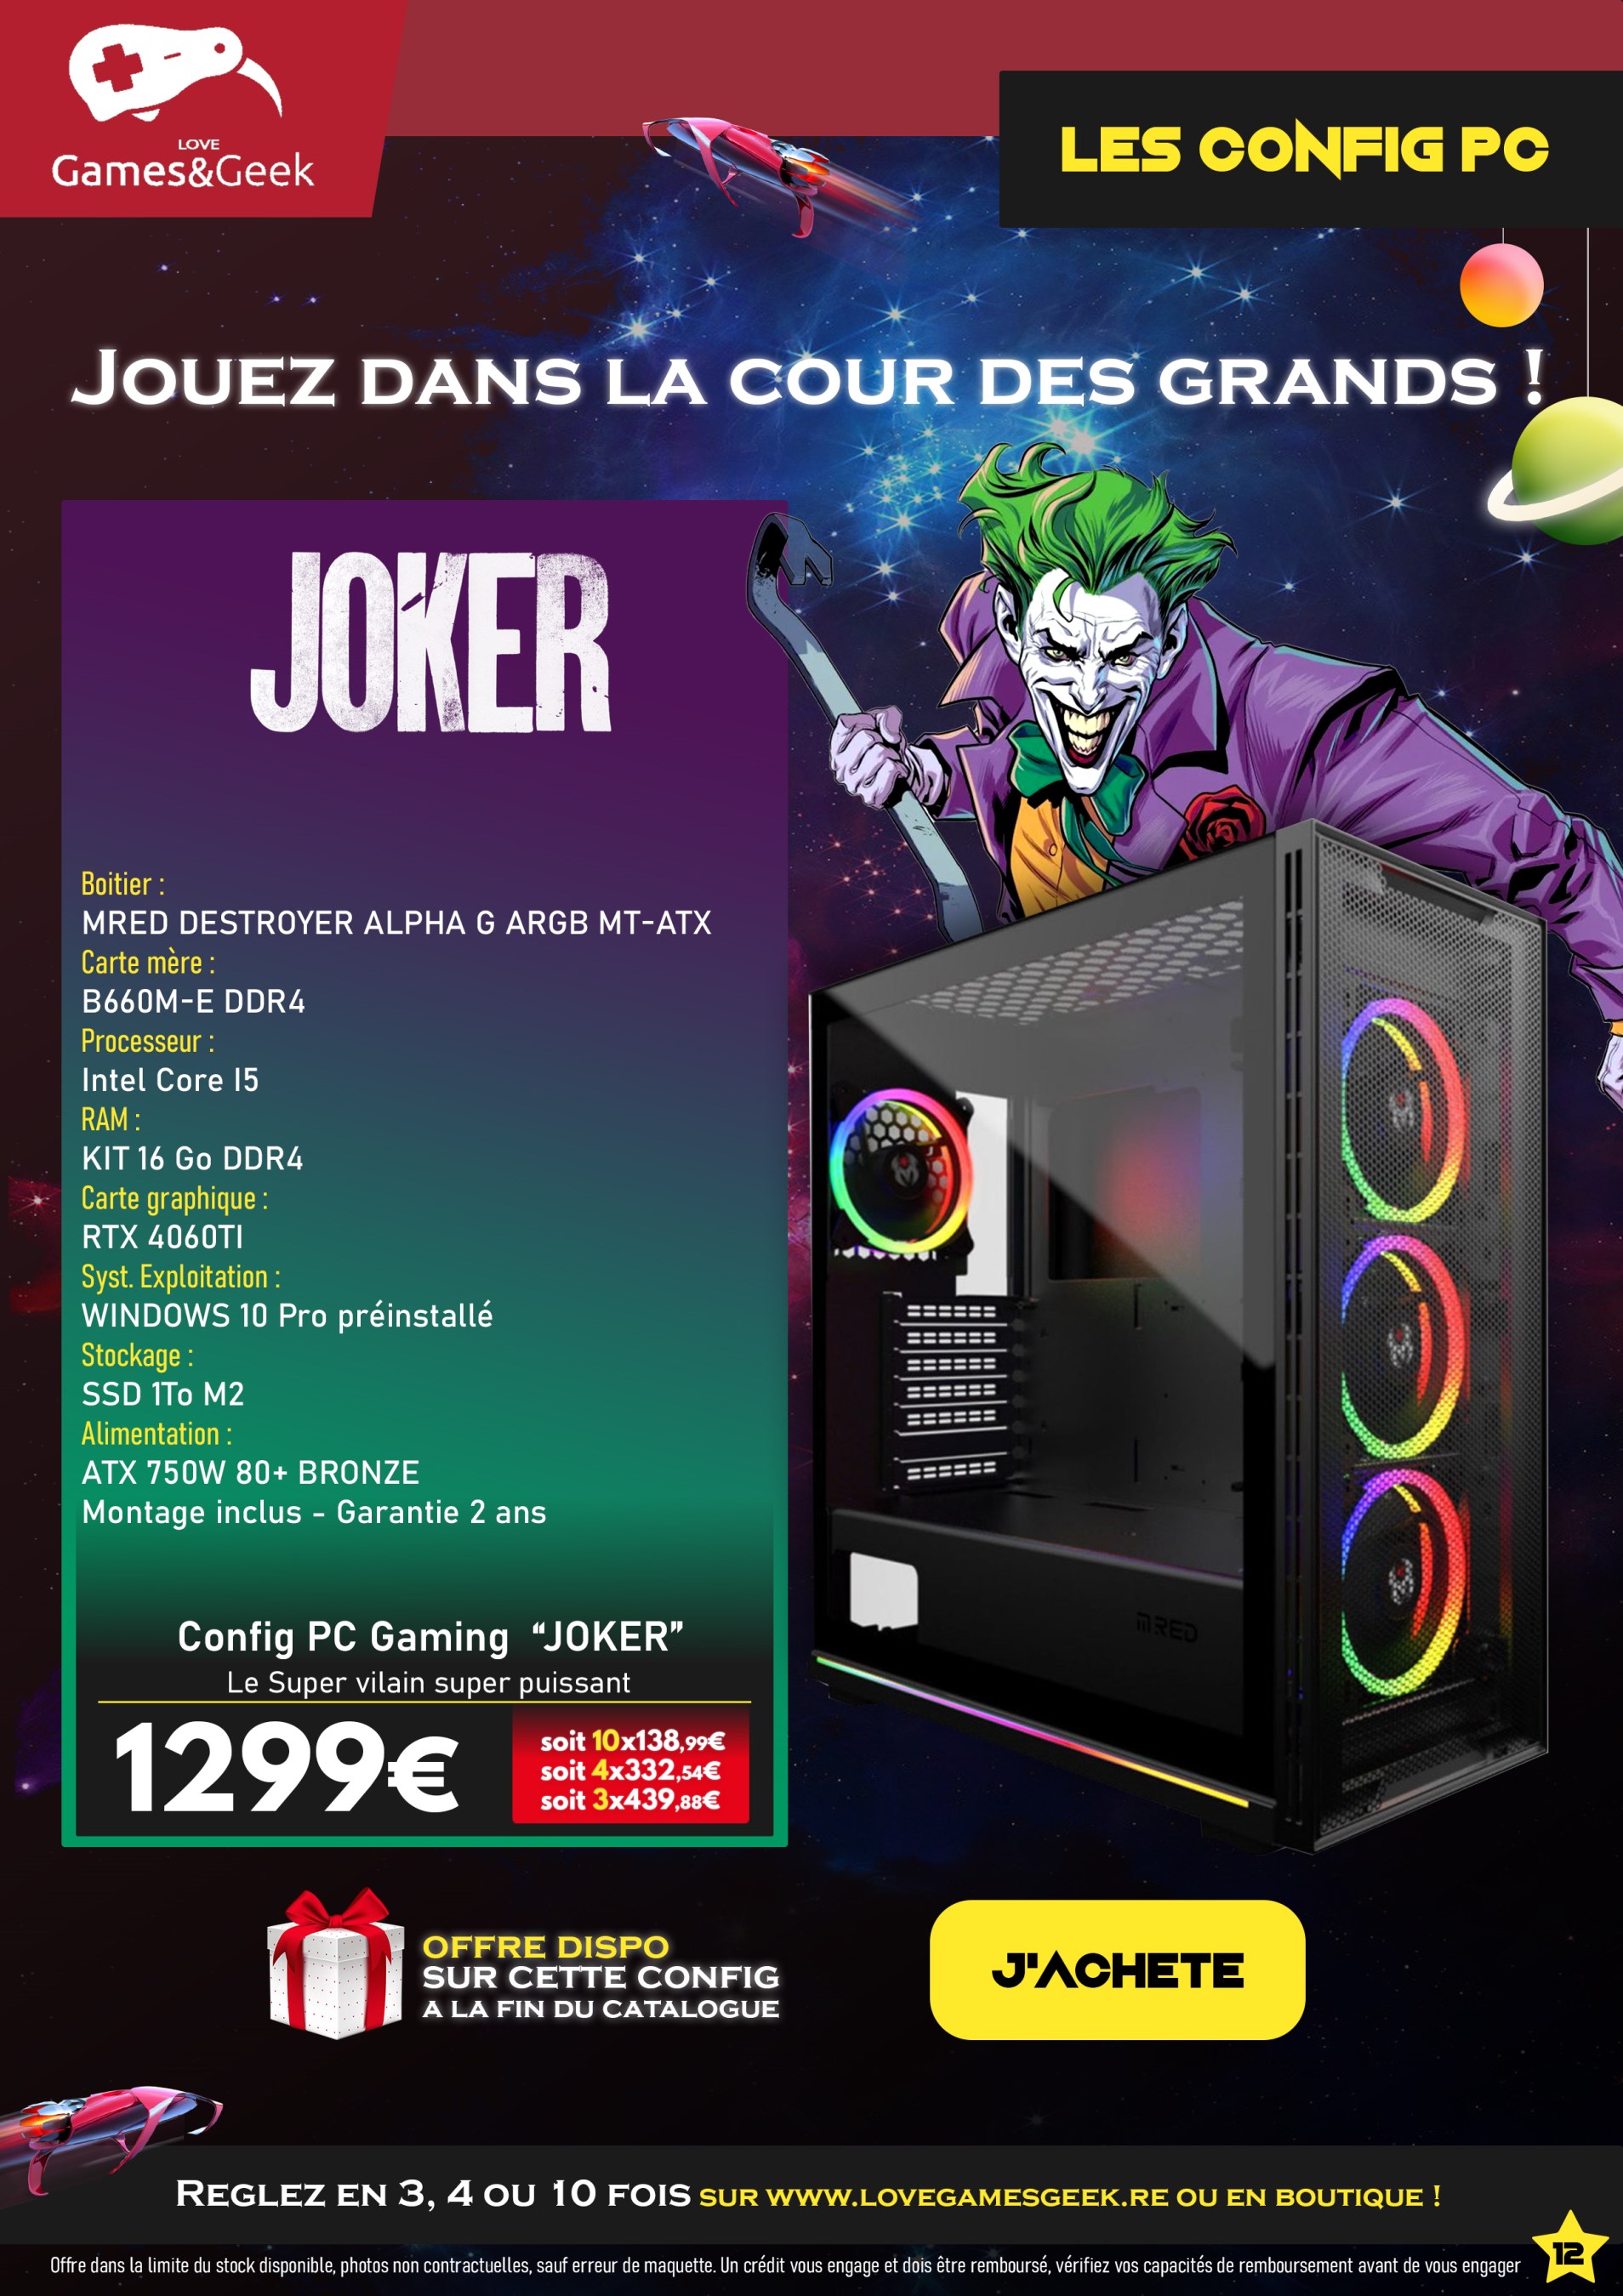 LOVE
Games&Geek
LES CONFIG PC
JOUEZ DANS LA COUR DES GRANDS !
JOKER
Boitier :
MRED DESTROYER ALPHA G ARGB MT-ATX
Carte mère :
B660M-E DDR4
Processeur :
Intel Core I5
RAM :
KIT 16 Go DDR4
Carte graphique :
RTX 4060TI
Syst. Exploitation :
WINDOWS 10 Pro préinstallé
Stockage :
SSD 1To M2
Alimentation :
ATX 750W 80+ BRONZE
Montage inclus - Garantie 2 ans
MRED
Config PC Gaming “JOKER”
Le Super vilain super puissant
1299€
soit 10x138,99€
soit 4x332,54€
soit 3x439,88€
OFFRE DISPO
SUR CETTE CONFIG
A LA FIN DU CATALOGUE
J'ACHETE
REGLEZ EN 3, 4 OU 10 FOIS SUR WWW.LOVEGAMESGEEK.RE OU EN BOUTIQUE !
12
Offre dans la limite du stock disponible, photos non contractuelles, sauf erreur de maquette. Un crédit vous engage et dois être remboursé, vérifiez vos capacités de remboursement avant de vous engager